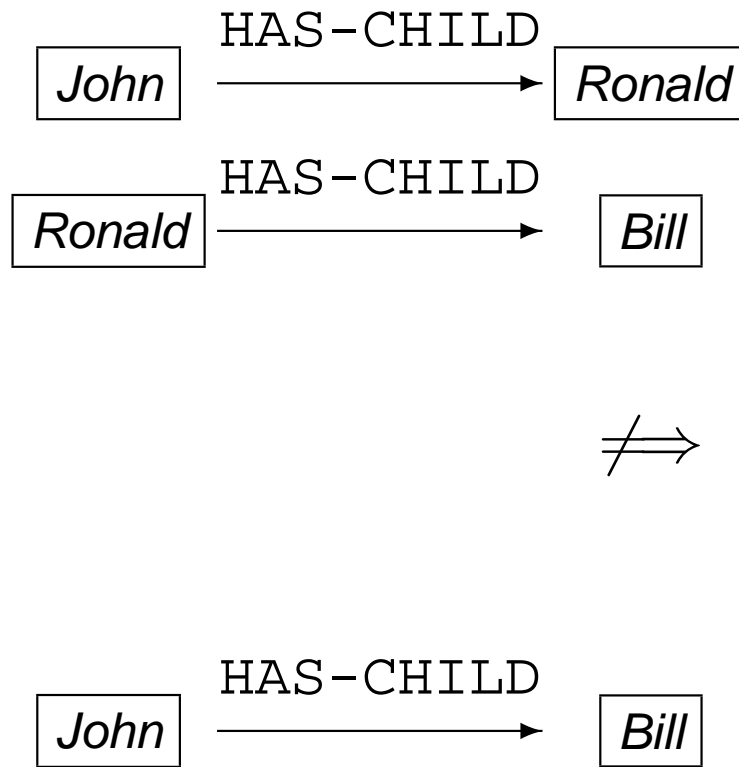 HAS-CHILD
John Ronald
HAS-CHILD
Ronald Bill
⇏
HAS-CHILD
John Bill